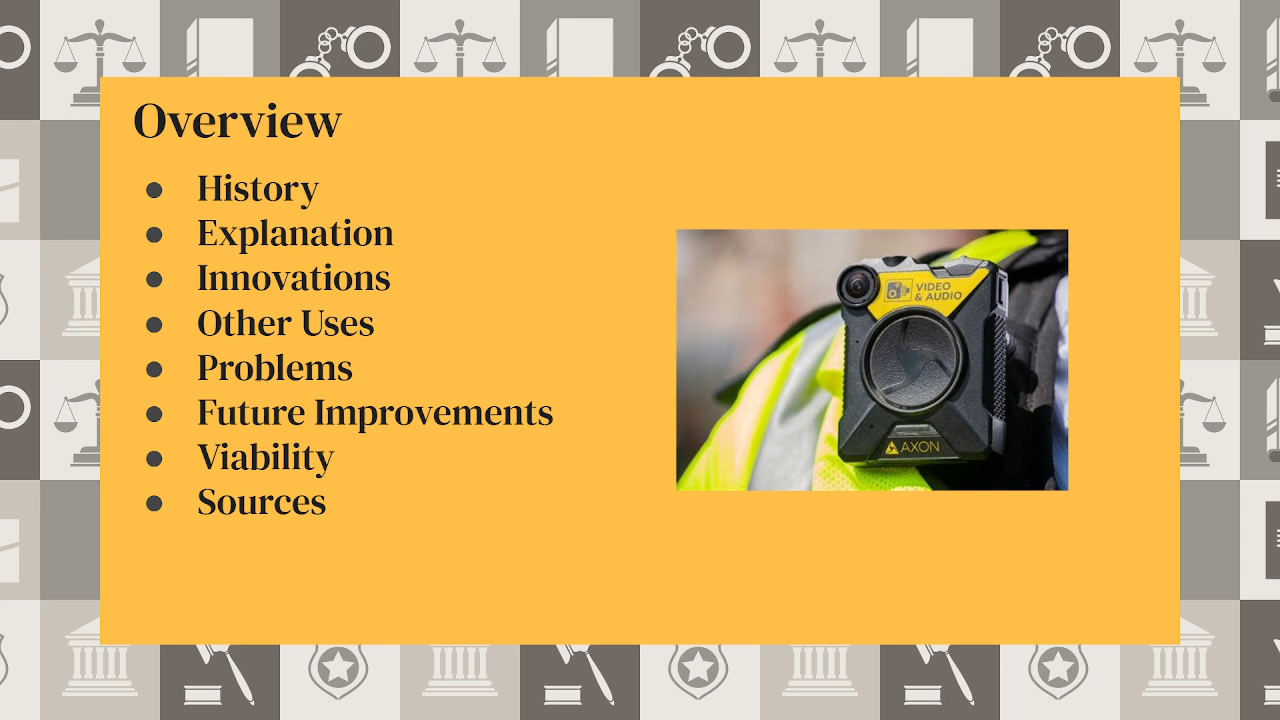 Overview
History
Explanation
Innovations
Other Uses
Problems
Future Improvements
Viability
Sources
VIDEO
& AUDIO
AXON